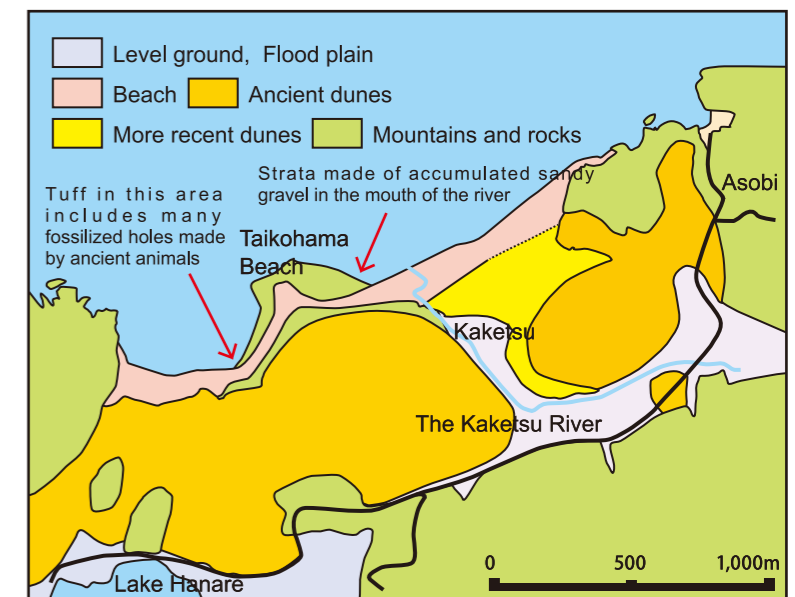 Level ground, Flood plain
Beach
Ancient dunes
More recent dunes
Mountains and rocks
Strata made of accumulated sandy
gravel in the mouth of the river
Tuff in this area
includes many
fossilized holes made
by ancient animals
Taikohama
Beach
Asobi
Kaketsu
The Kaketsu River
Lake Hanare
0 500 1,000m